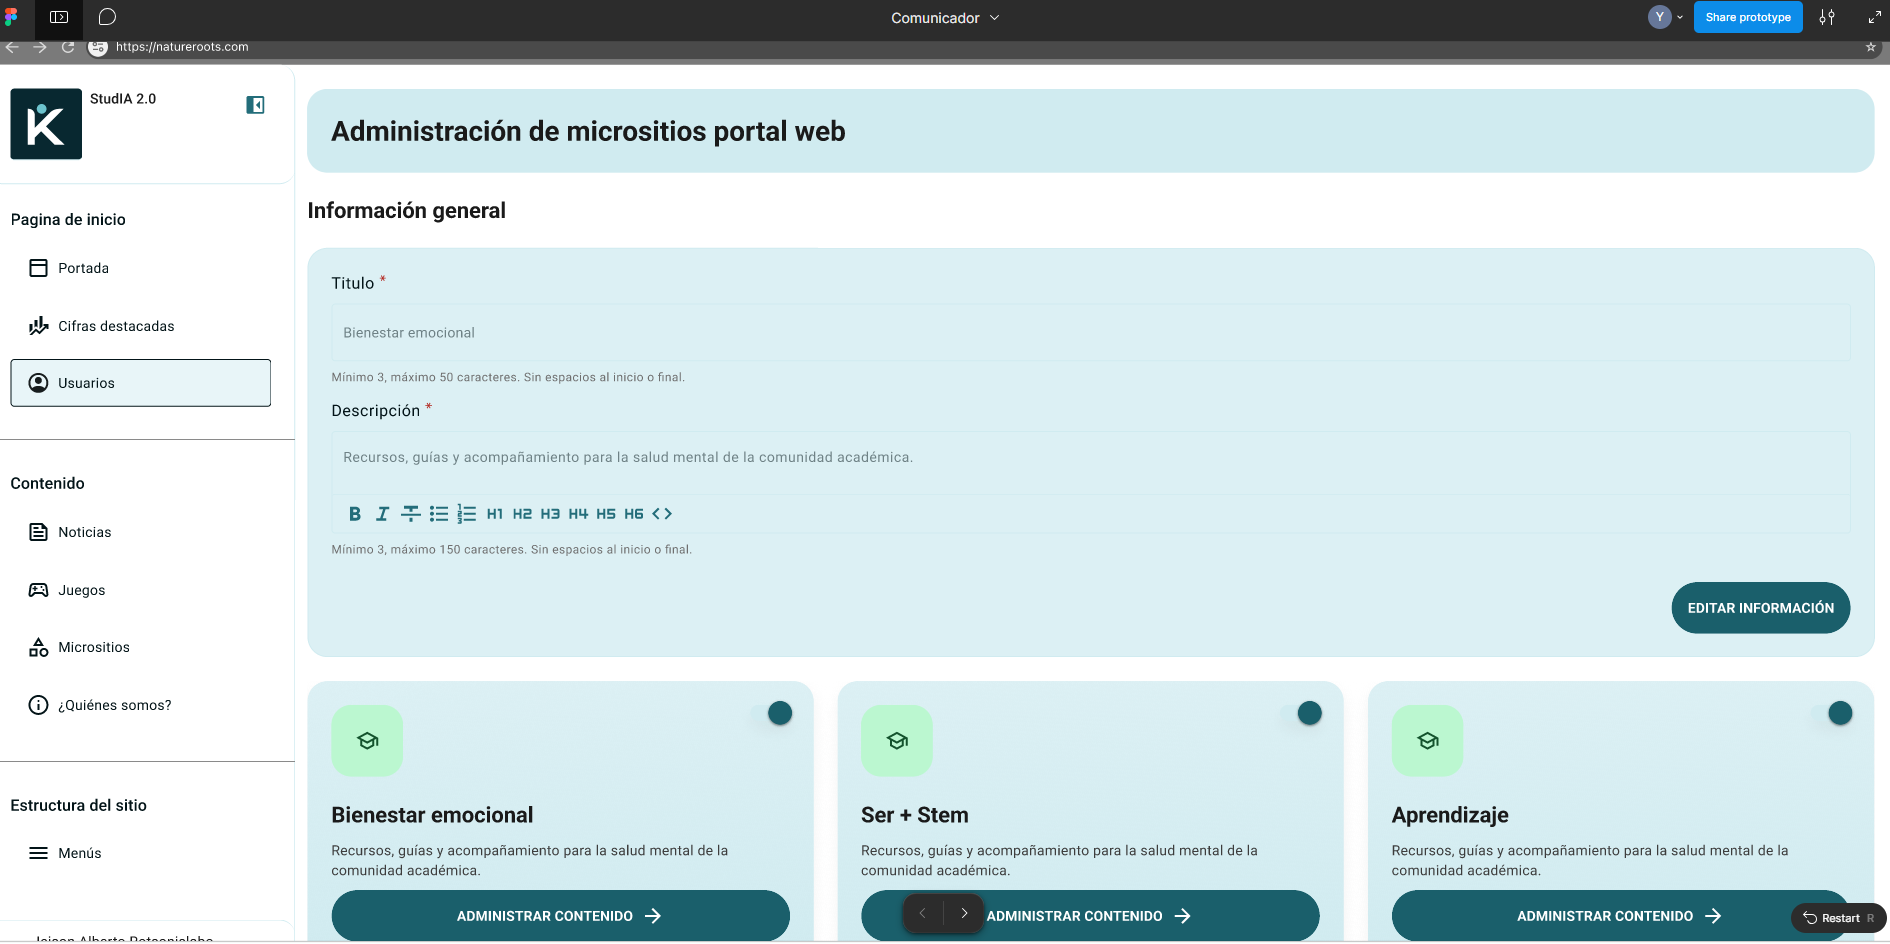 Comunicador
Y
Share prototype
https://natureroots.com
StudIA 2.0
Pagina de inicio
Portada
Cifras destacadas
Usuarios
Contenido
Noticias
Juegos
Micrositios
¿Quiénes somos?
Estructura del sitio
Menús
Administración de micrositios portal web
Información general
Titulo *
Bienestar emocional
Mínimo 3, máximo 50 caracteres. Sin espacios al inicio o final.
Descripción *
Recursos, guías y acompañamiento para la salud mental de la comunidad académica.
B I T H1 H2 H3 H4 H5 H6 <>
Mínimo 3, máximo 150 caracteres. Sin espacios al inicio o final.
EDITAR INFORMACIÓN
Bienestar emocional
Recursos, guías y acompañamiento para la salud mental de la
comunidad académica.
ADMINISTRAR CONTENIDO
Ser + Stem
Recursos, guías y acompañamiento para la salud mental de la
comunidad académica.
ADMINISTRAR CONTENIDO
Aprendizaje
Recursos, guías y acompañamiento para la salud mental de la
comunidad académica.
ADMINISTRAR CONTENIDO
Restart R